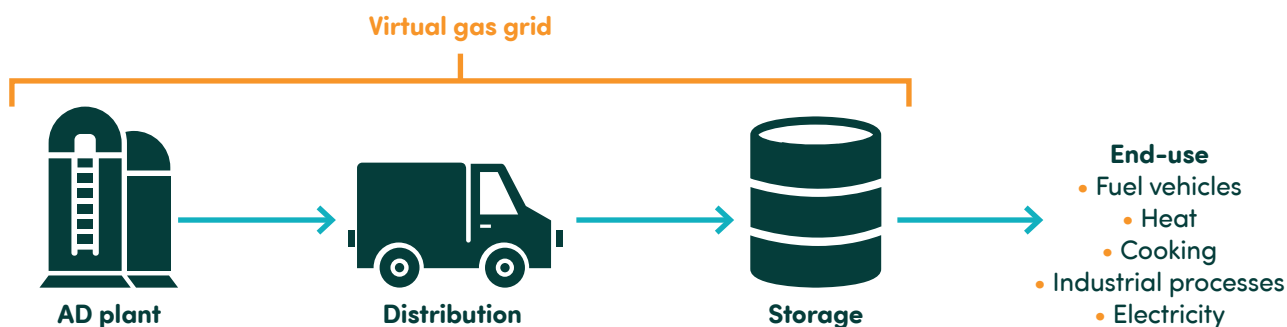 Virtual gas grid
AD plant
Distribution
Storage
End-use
• Fuel vehicles
• Heat
• Cooking
• Industrial processes
• Electricity